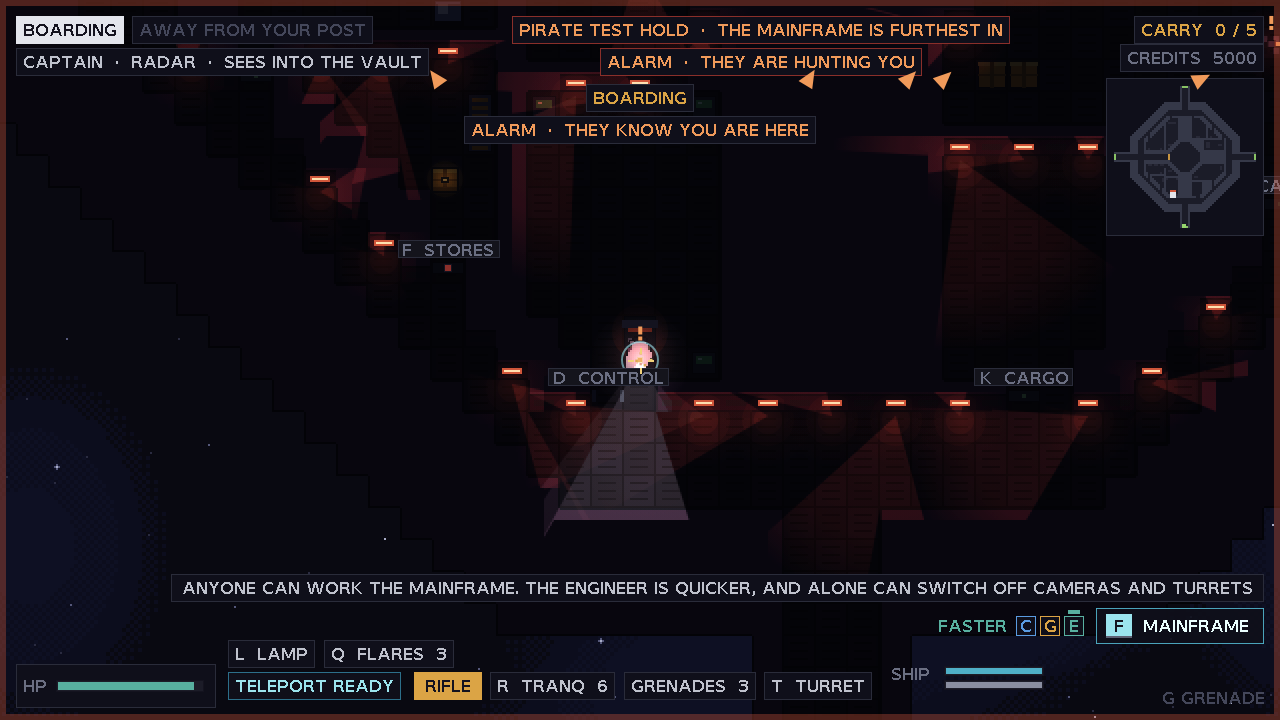 BOARDING AWAY FROM YOUR POST
PIRATE TEST HOLD · THE MAINFRAME IS FURTHEST IN
CARRY 0 / 5
CAPTAIN · RADAR · SEES INTO THE VAULT
ALARM · THEY ARE HUNTING YOU
CREDITS 5000
BOARDING
ALARM · THEY KNOW YOU ARE HERE
CA
F STORES
D CONTROL
K CARGO
ANYONE CAN WORK THE MAINFRAME. THE ENGINEER IS QUICKER, AND ALONE CAN SWITCH OFF CAMERAS AND TURRETS
FASTER C G E F MAINFRAME
L LAMP Q FLARES 3
HP TELEPORT READY RIFLE R TRANQ 6 GRENADES 3 T TURRET SHIP
G GRENADE